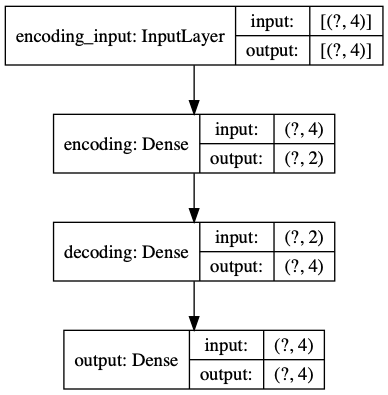 encoding_input: InputLayer
input: [(?, 4)]
output: [(?, 4)]
encoding: Dense
input: (?, 4)
output: (?, 2)
decoding: Dense
input: (?, 2)
output: (?, 4)
output: Dense
input: (?, 4)
output: (?, 4)